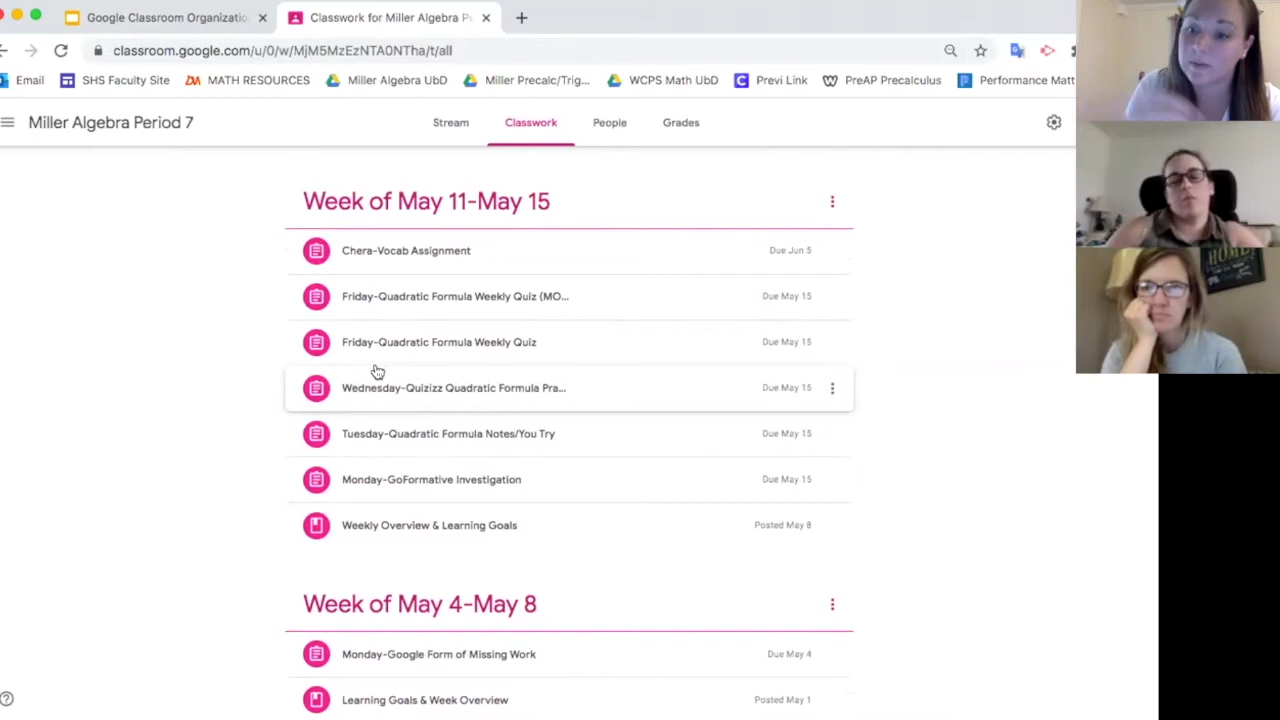 Google Classroom Organizatio
Classwork for Miller Algebra Pe
classroom.google.com/u/0/w/MjM5MzEzNTA0NTha/t/all
Email SHS Faculty Site MATH RESOURCES Miller Algebra UbD Miller Precalc/Trig... WCPS Math UbD Previ Link PreAP Precalculus Performance Matt
Miller Algebra Period 7 Stream Classwork People Grades
Week of May 11-May 15
Chera-Vocab Assignment Due Jun 5
Friday-Quadratic Formula Weekly Quiz (MO... Due May 15
Friday-Quadratic Formula Weekly Quiz Due May 15
Wednesday-Quizizz Quadratic Formula Pra... Due May 15
Tuesday-Quadratic Formula Notes/You Try Due May 15
Monday-GoFormative Investigation Due May 15
Weekly Overview & Learning Goals Posted May 8
Week of May 4-May 8
Monday-Google Form of Missing Work Due May 4
Learning Goals & Week Overview Posted May 1
HOME